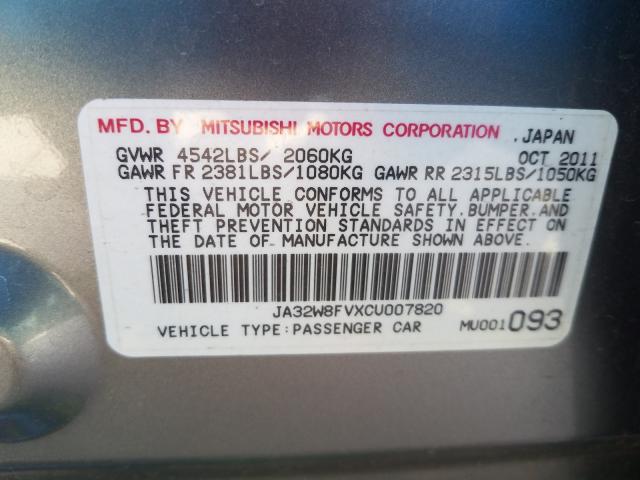 MFD. BY MITSUBISHI MOTORS CORPORATION .JAPAN
GVWR 4542LBS/ 2060KG OCT 2011
GAWR FR 2381LBS/1080KG GAWR RR 2315LBS/1050KG
THIS VEHICLE CONFORMS TO ALL APPLICABLE
FEDERAL MOTOR VEHICLE SAFETY.BUMPER.AND
THEFT PREVENTION STANDARDS IN EFFECT ON
THE DATE OF MANUFACTURE SHOWN ABOVE.
JA32W8FVXCU007820
VEHICLE TYPE:PASSENGER CAR MU001093